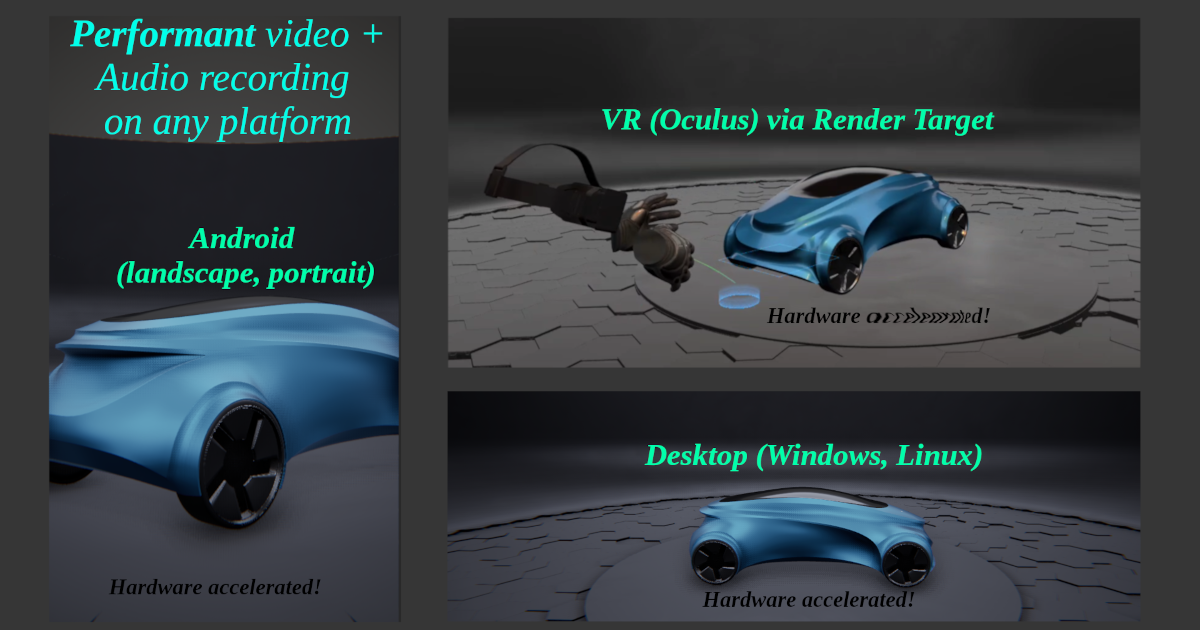 Performant video +
Audio recording
on any platform
Android
(landscape, portrait)
Hardware accelerated!
VR (Oculus) via Render Target
Hardware
Desktop (Windows, Linux)
Hardware accelerated!